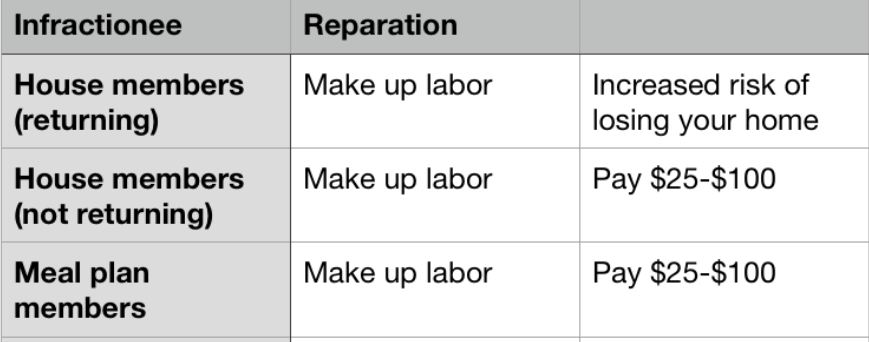 Infractionee Reparation
House members Make up labor Increased risk of
(returning) losing your home
House members Make up labor Pay $25-$100
(not returning)
Meal plan Make up labor Pay $25-$100
members